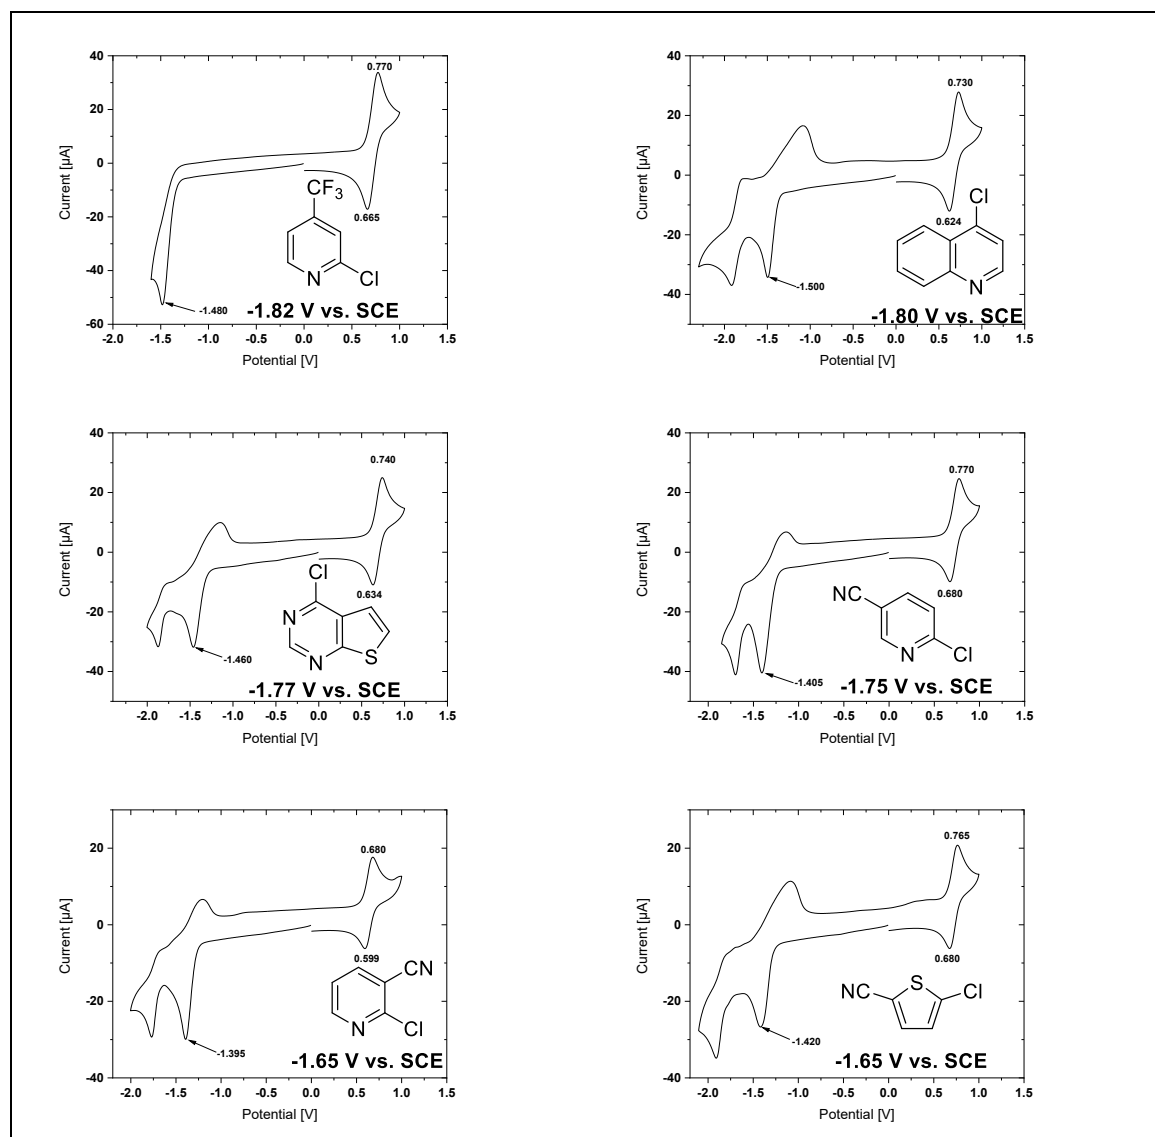 40
20
0
-20
-40
-60
Current [µA]
0.770
0.665
-1.480
CF3
N
Cl
-1.82 V vs. SCE
-2.0 -1.5 -1.0 -0.5 0.0 0.5 1.0 1.5
Potential [V]
40
20
0
-20
-40
Current [µA]
0.730
0.624
-1.500
Cl
N
-1.80 V vs. SCE
-2.0 -1.5 -1.0 -0.5 0.0 0.5 1.0 1.5
Potential [V]
40
20
0
-20
-40
Current [µA]
0.740
0.634
-1.460
Cl
N
N
S
-1.77 V vs. SCE
-2.0 -1.5 -1.0 -0.5 0.0 0.5 1.0 1.5
Potential [V]
40
20
0
-20
-40
Current [µA]
0.770
0.680
-1.405
NC
N
Cl
-1.75 V vs. SCE
-2.0 -1.5 -1.0 -0.5 0.0 0.5 1.0 1.5
Potential [V]
20
0
-20
-40
Current [µA]
0.680
0.599
-1.395
CN
N
Cl
-1.65 V vs. SCE
-2.0 -1.5 -1.0 -0.5 0.0 0.5 1.0 1.5
Potential [V]
20
0
-20
-40
Current [µA]
0.765
0.680
-1.420
NC
S
Cl
-1.65 V vs. SCE
-2.0 -1.5 -1.0 -0.5 0.0 0.5 1.0 1.5
Potential [V]